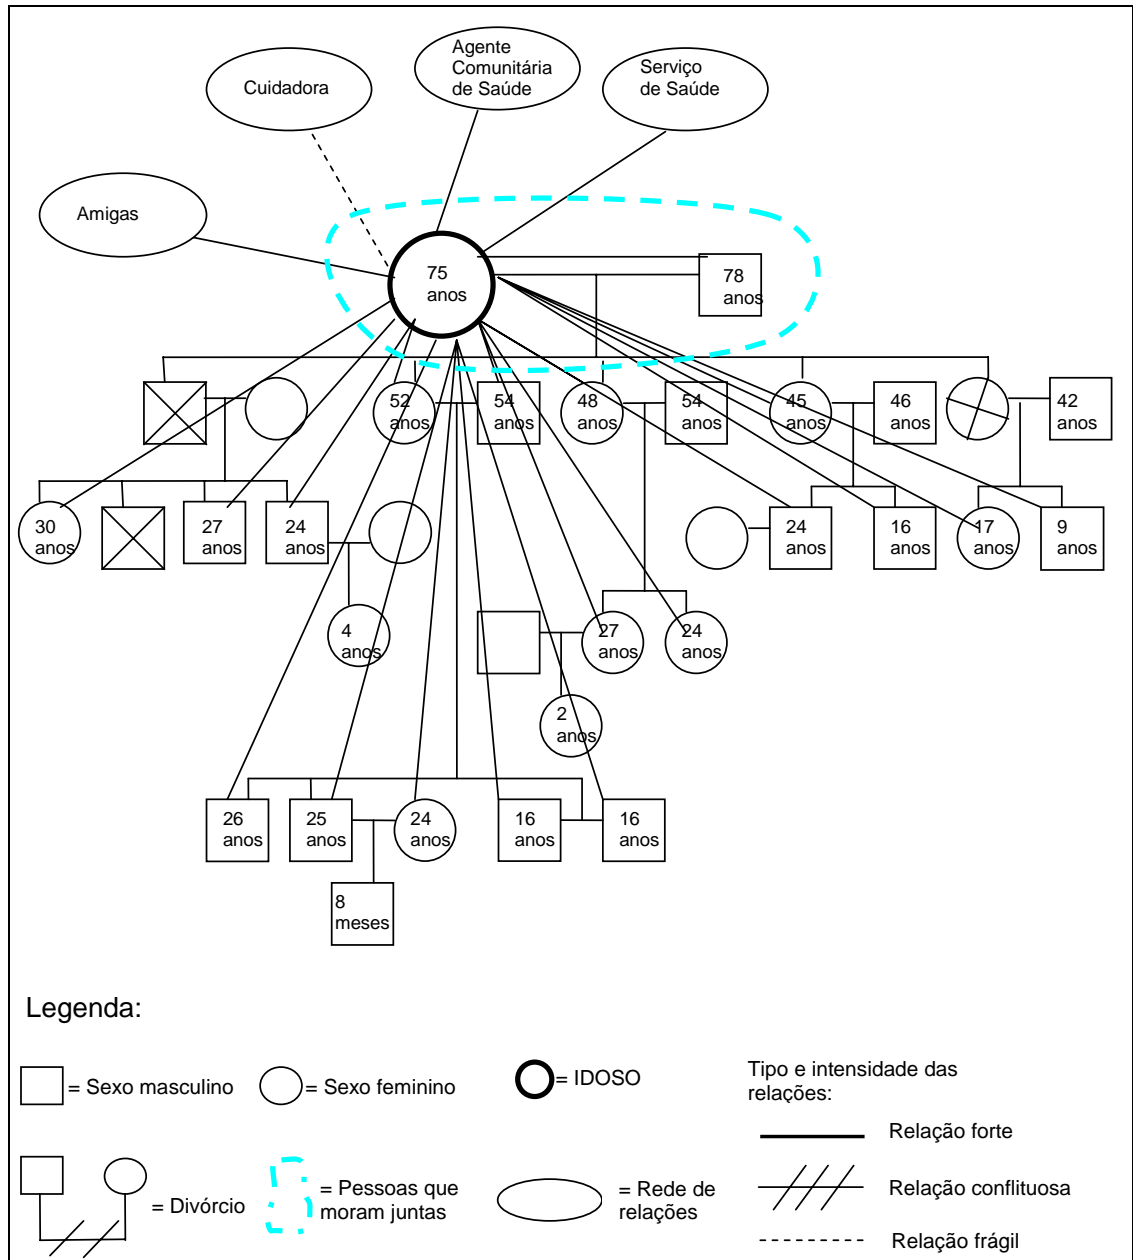 Agente
Comunitária
de Saúde
Serviço
de Saúde
Cuidadora
Amigas
75
anos
78
anos
52
anos
54
anos
48
anos
54
anos
45
anos
46
anos
42
anos
30
anos
27
anos
24
anos
24
anos
16
anos
17
anos
9
anos
4
anos
27
anos
24
anos
2
anos
26
anos
25
anos
24
anos
16
anos
16
anos
8
meses
Legenda:
= Sexo masculino
= Sexo feminino
= IDOSO
Tipo e intensidade das
relações:
Relação forte
= Divórcio
= Pessoas que
moram juntas
= Rede de
relações
Relação conflituosa
Relação frágil